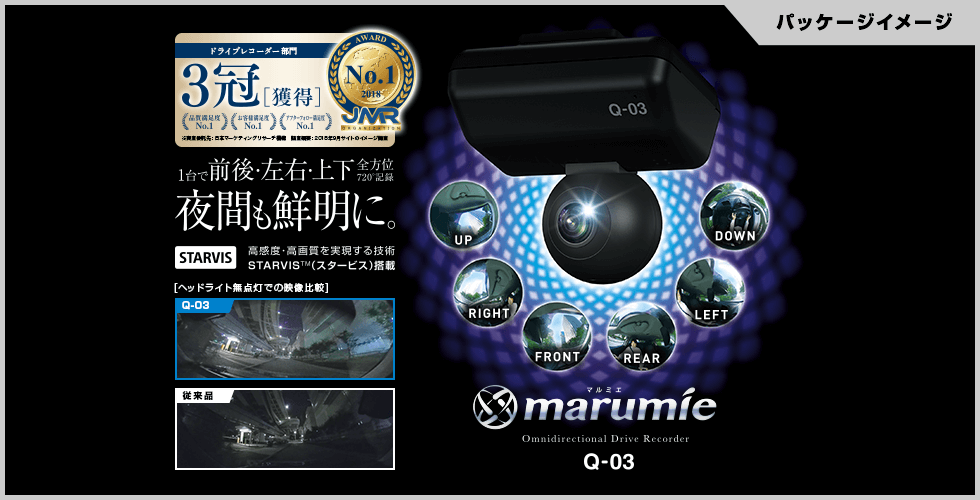 パッケージイメージ
ドライブレコーダー部門
3冠[獲得]
品質満足度 No.1
お客様満足度 No.1
アフターフォロー満足度 No.1
AWARD
No.1
2018
JMR
ORGANIZATION
1台で前後・左右・上下全方位720°記録
夜間も鮮明に。
STARVIS
高感度・高画質を実現する技術
STARVIS™(スタービス)搭載
[ヘッドライト無点灯での映像比較]
Q-03
従来品
Q-03
UP
DOWN
RIGHT
LEFT
FRONT
REAR
マルミエ
marumie
Omnidirectional Drive Recorder
Q-03